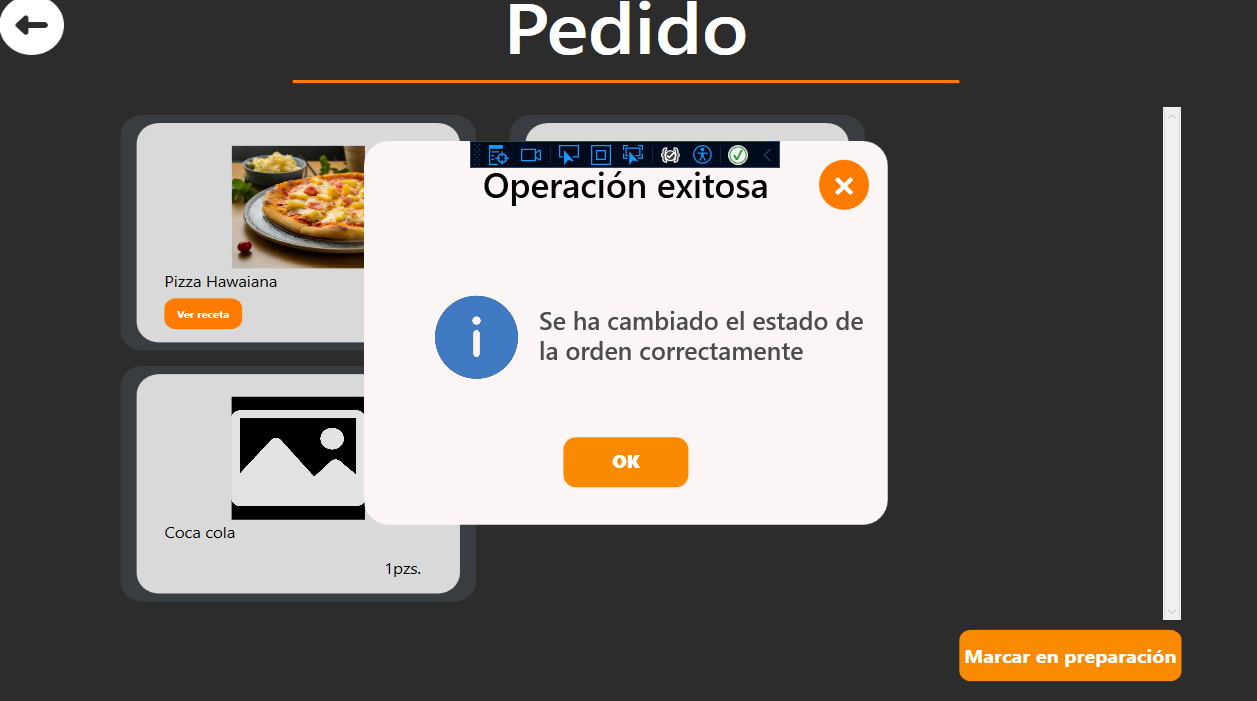 Pedido
Operación exitosa
Pizza Hawaiana
Ver receta
Se ha cambiado el estado de
la orden correctamente
OK
Coca cola
1pzs.
Marcar en preparación